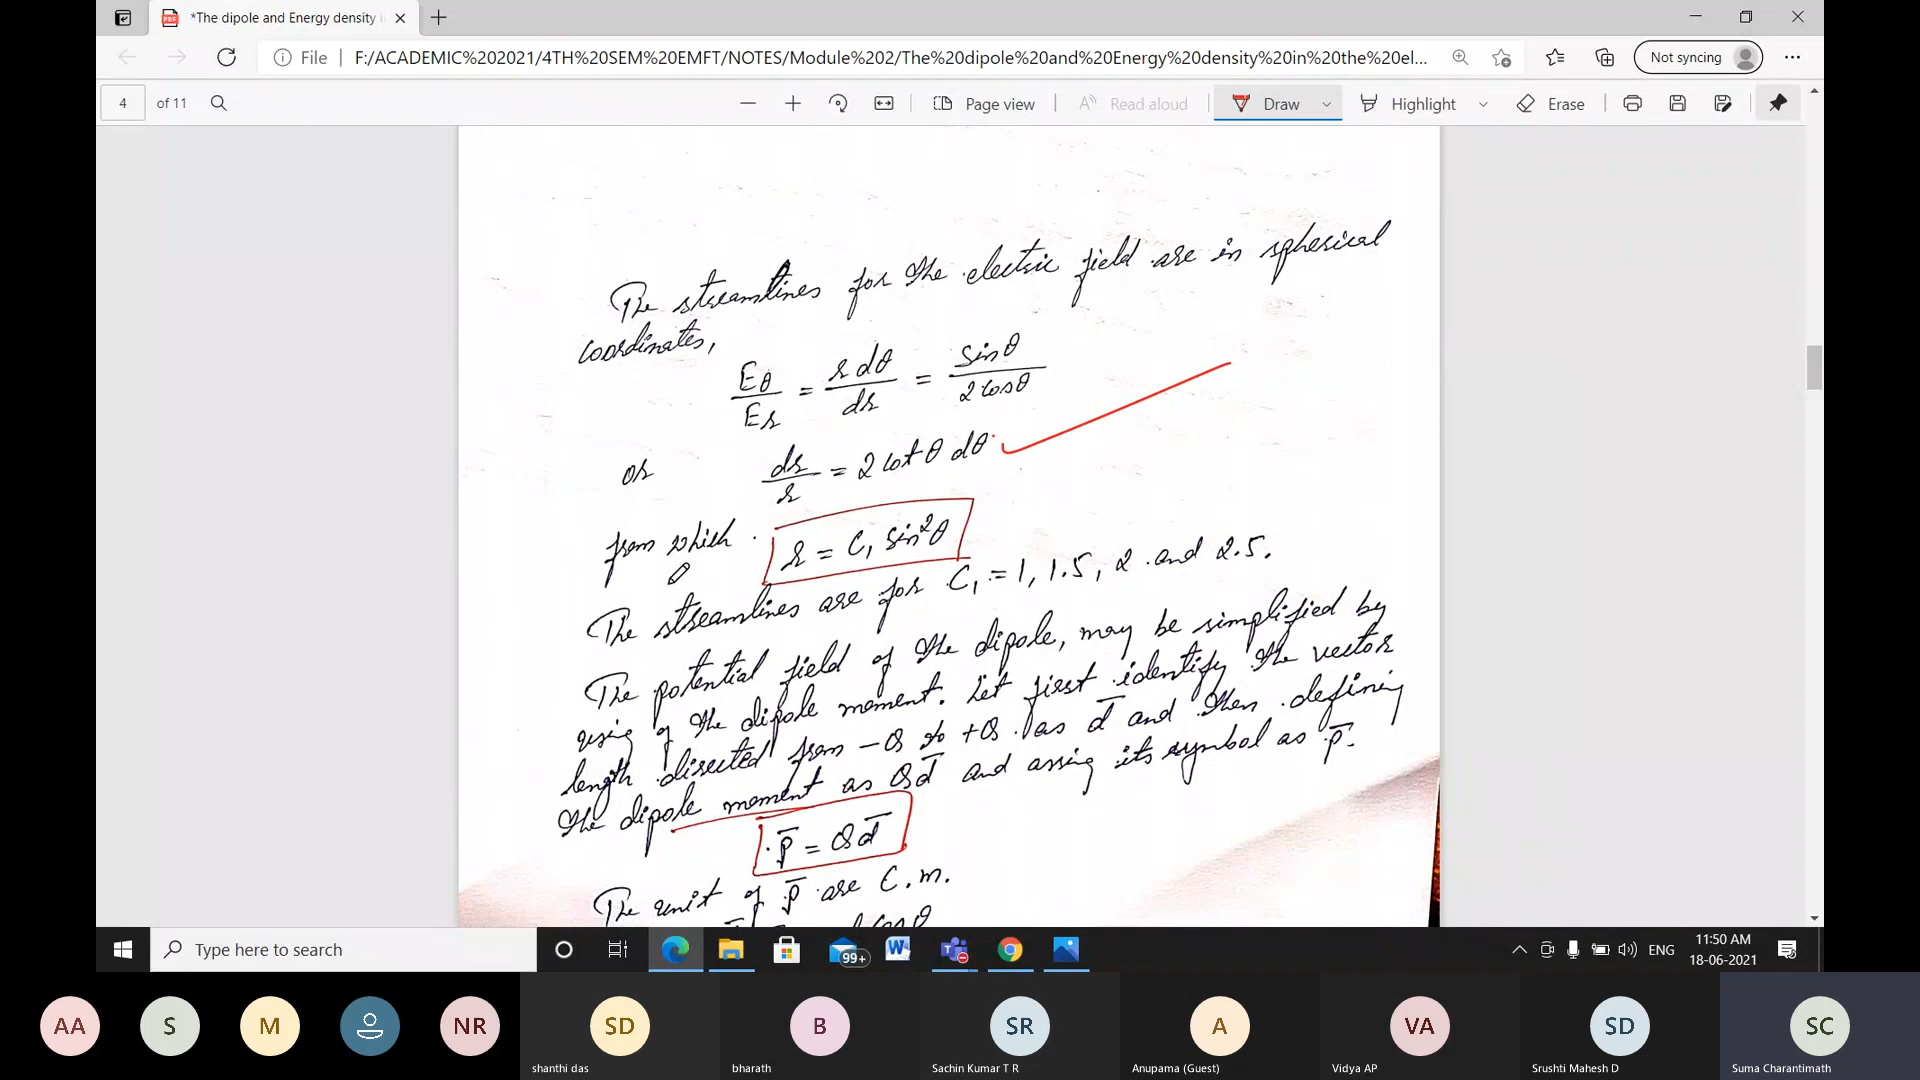 *The dipole and Energy density i
File F:/ACADEMIC%202021/4TH%20SEM%20EMFT/NOTES/Module%202/The%20dipole%20and%20Energy%20density%20in%20the%20el...
Not syncing
4 of 11
Page view
Read aloud
Draw
Highlight
Erase
The streamlines for the electric field are in spherical
coordinates,
Eθ/Er = r dθ/dr = sinθ/2 cosθ
or dr/r = 2 cot θ dθ
from which r = C₁ sin²θ
The streamlines are for C₁ = 1, 1.5, 2 and 2.5.
The potential field of the dipole, may be simplified by
using of the dipole moment. Let first identify the vector
length directed from -Q to +Q as d̅ and then defining
the dipole moment as Qd̅ and assing its symbol as p̅.
p̅ = Qd̅
The unit of p̅ are C.m.
Type here to search
99+
ENG
11:50 AM
18-06-2021
AA S M NR SD B SR A VA SD SC
shanthi das
bharath
Sachin Kumar T R
Anupama (Guest)
Vidya AP
Srushti Mahesh D
Suma Charantimath